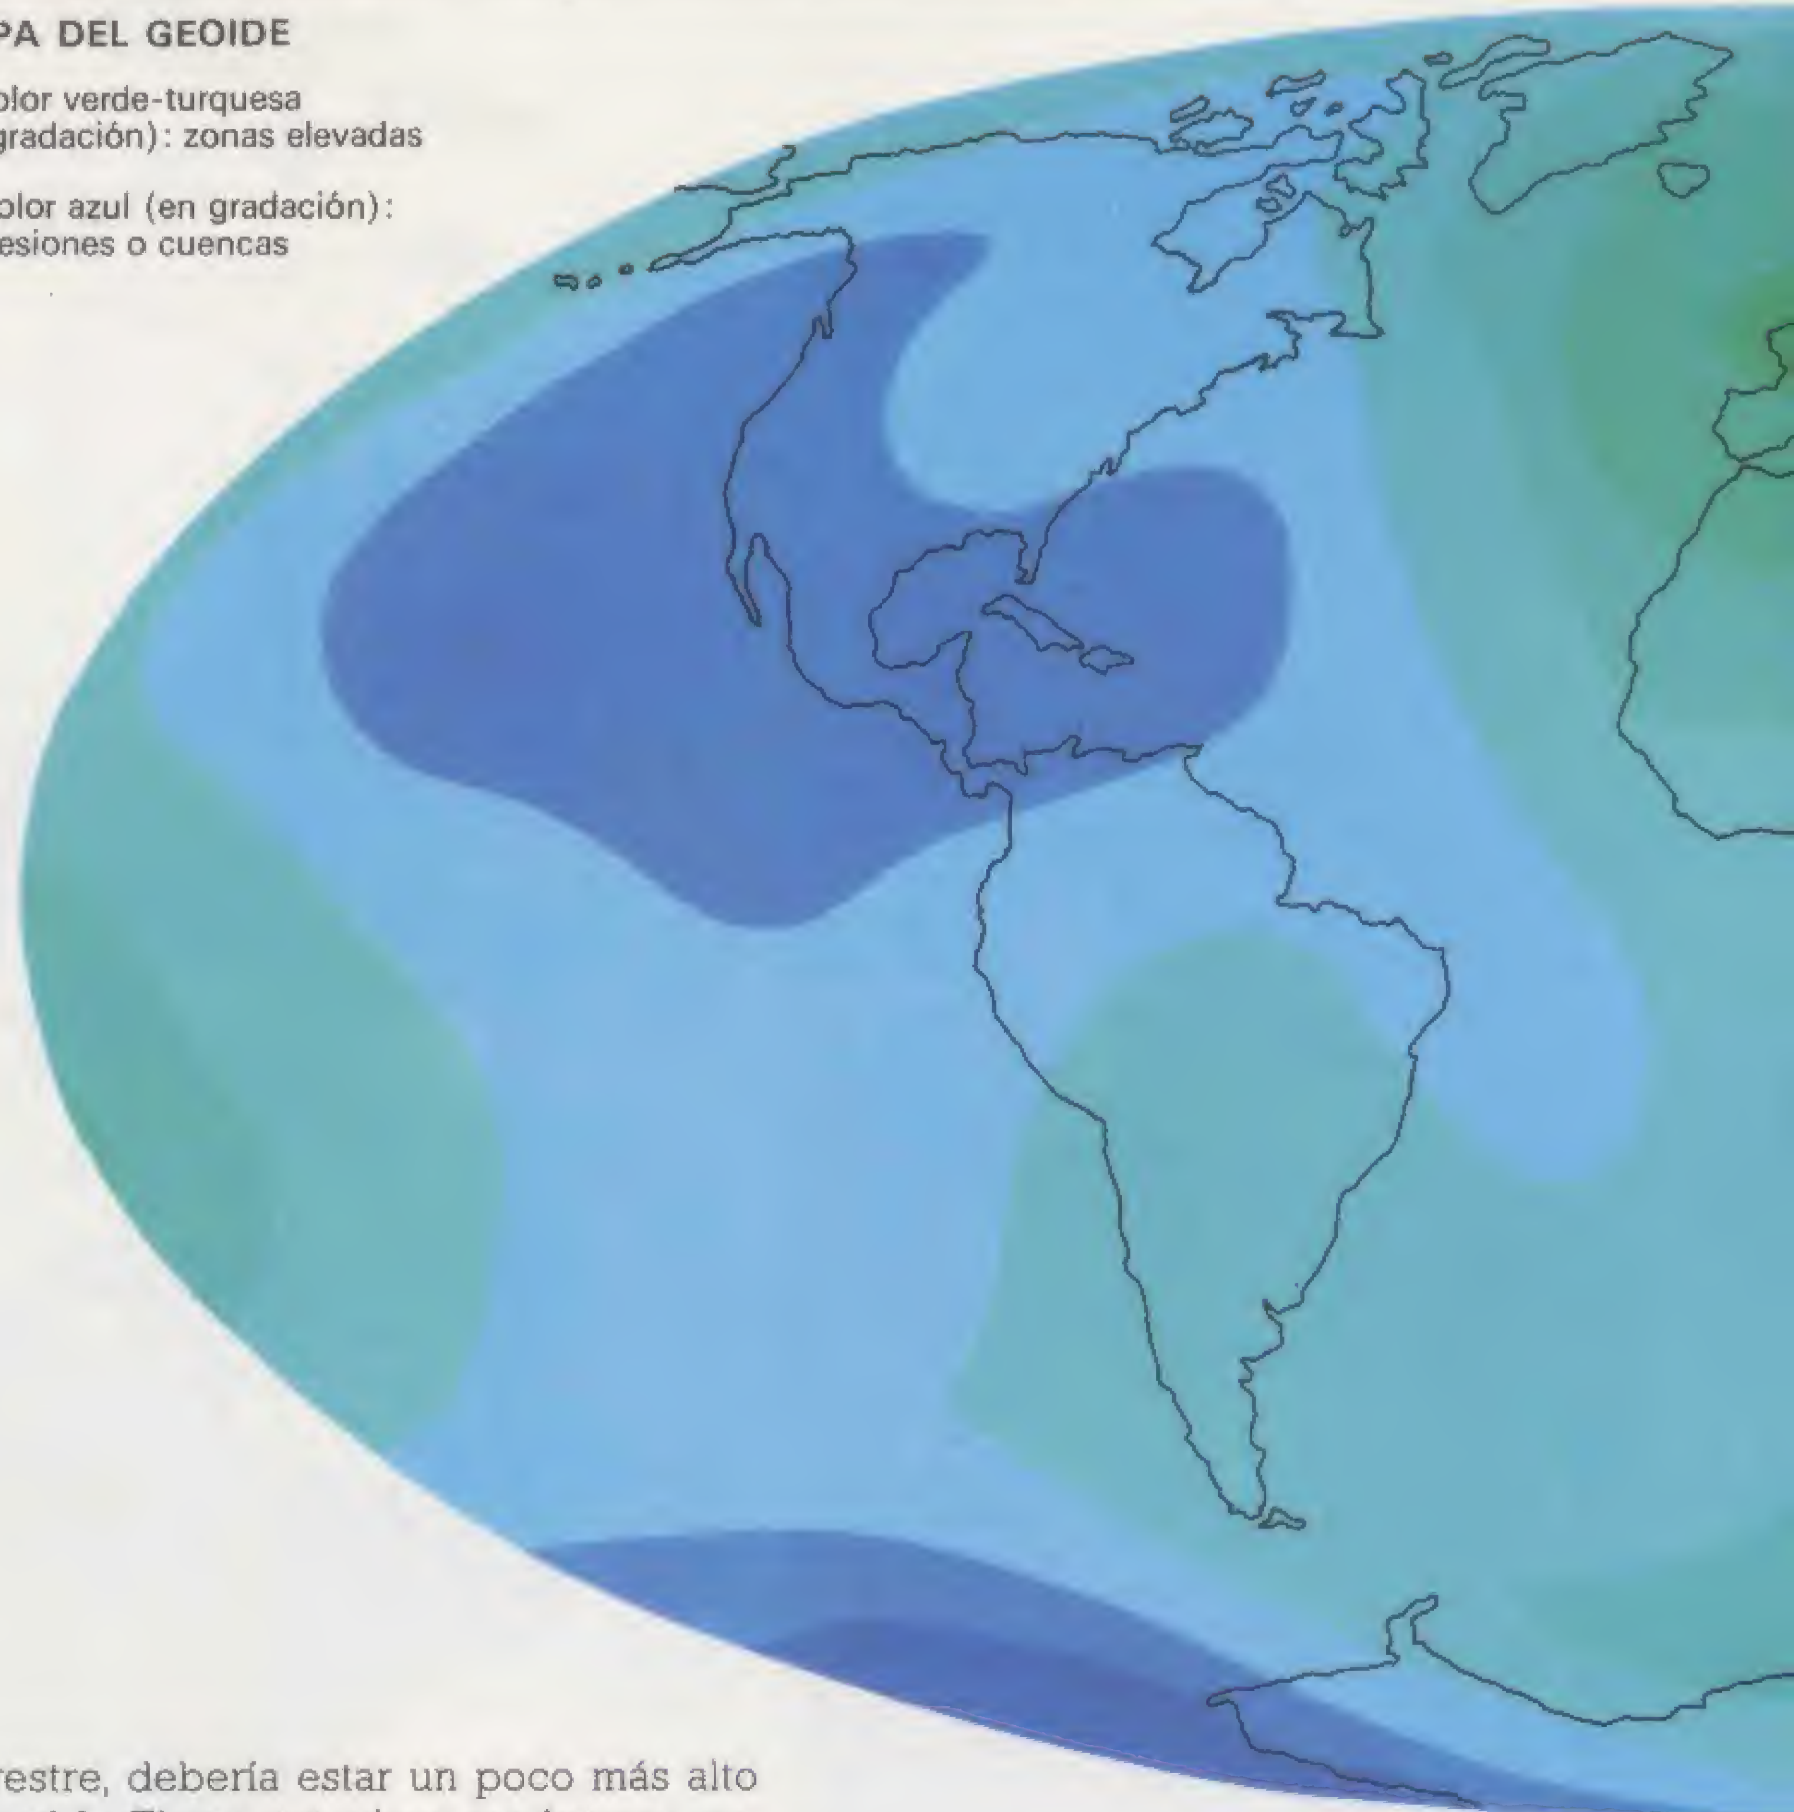 PA DEL GEOIDE
olor verde-turquesa
gradación): zonas elevadas
olor azul (en gradación):
esiones o cuencas
restre, debería estar un poco más alto